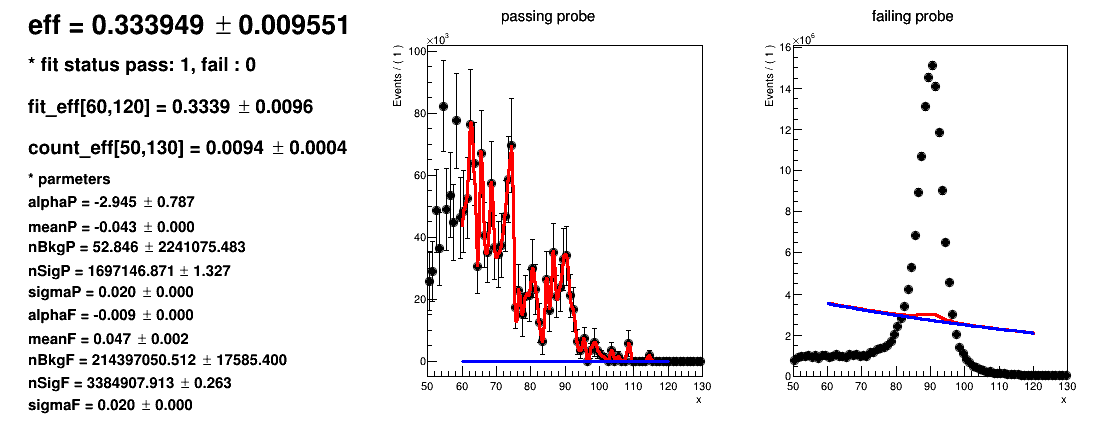 eff = 0.333949 ± 0.009551
* fit status pass: 1, fail : 0
fit_eff[60,120] = 0.3339 ± 0.0096
count_eff[50,130] = 0.0094 ± 0.0004
* parmeters
alphaP = -2.945 ± 0.787
meanP = -0.043 ± 0.000
nBkgP = 52.846 ± 2241075.483
nSigP = 1697146.871 ± 1.327
sigmaP = 0.020 ± 0.000
alphaF = -0.009 ± 0.000
meanF = 0.047 ± 0.002
nBkgF = 214397050.512 ± 17585.400
nSigF = 3384907.913 ± 0.263
sigmaF = 0.020 ± 0.000
passing probe
×10³
Events / ( 1 )
100
80
60
40
20
0
50 60 70 80 90 100 110 120 130
x
failing probe
×10⁶
Events / ( 1 )
16
14
12
10
8
6
4
2
0
50 60 70 80 90 100 110 120 130
x